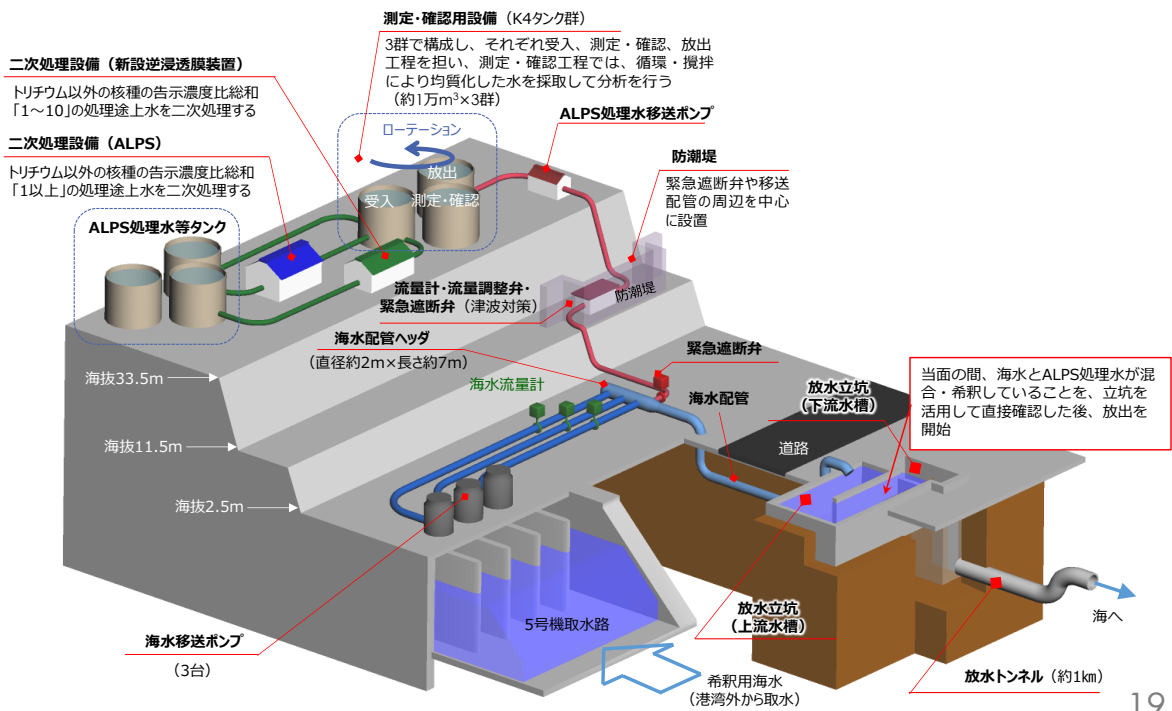 測定・確認用設備（K4タンク群）
3群で構成し、それぞれ受入、測定・確認、放出
工程を担い、測定・確認工程では、循環・攪拌
により均質化した水を採取して分析を行う
（約1万m³×3群）
二次処理設備（新設逆浸透膜装置）
トリチウム以外の核種の告示濃度比総和
「1～10」の処理途上水を二次処理する
二次処理設備（ALPS）
トリチウム以外の核種の告示濃度比総和
「1以上」の処理途上水を二次処理する
ALPS処理水等タンク
ローテーション
放出
受入
測定・確認
ALPS処理水移送ポンプ
防潮堤
緊急遮断弁や移送
配管の周辺を中心
に設置
流量計・流量調整弁・
緊急遮断弁（津波対策）
防潮堤
海水配管ヘッダ
（直径約2m×長さ約7m）
海水流量計
緊急遮断弁
海水配管
放水立坑
（下流水槽）
当面の間、海水とALPS処理水が混
合・希釈していることを、立坑を
活用して直接確認した後、放出を
開始
道路
海抜33.5m
海抜11.5m
海抜2.5m
海水移送ポンプ
（3台）
5号機取水路
放水立坑
（上流水槽）
希釈用海水
（港湾外から取水）
海へ
放水トンネル（約1km）
19